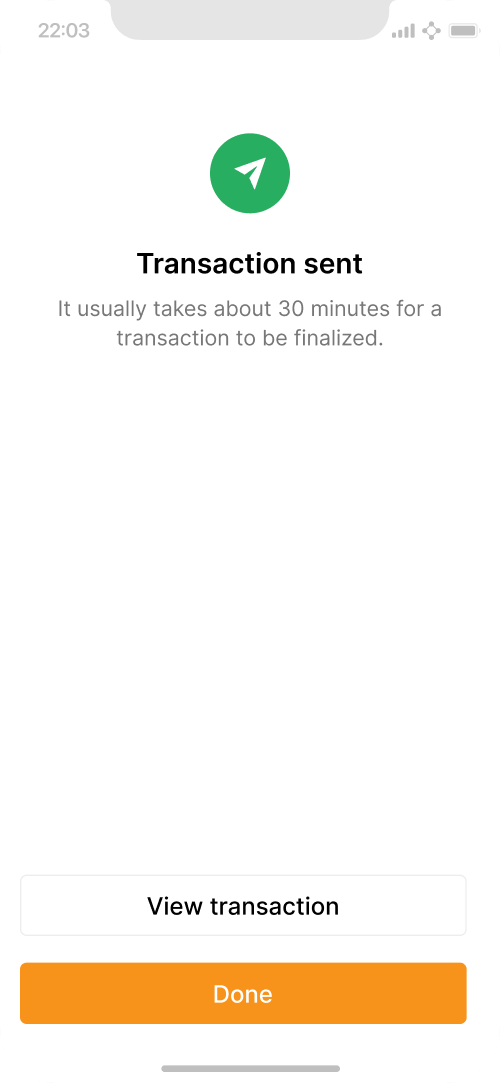 22:03
Transaction sent
It usually takes about 30 minutes for a
transaction to be finalized.
View transaction
Done